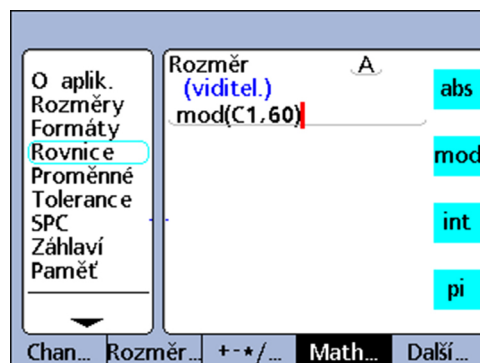 O aplik.
Rozměry
Formáty
Rovnice
Proměnné
Tolerance
SPC
Záhlaví
Paměť
Rozměr A
(viditel.)
mod(C1,60)
abs
mod
int
pi
Chan... Rozměr... +-*/... Math... Další...